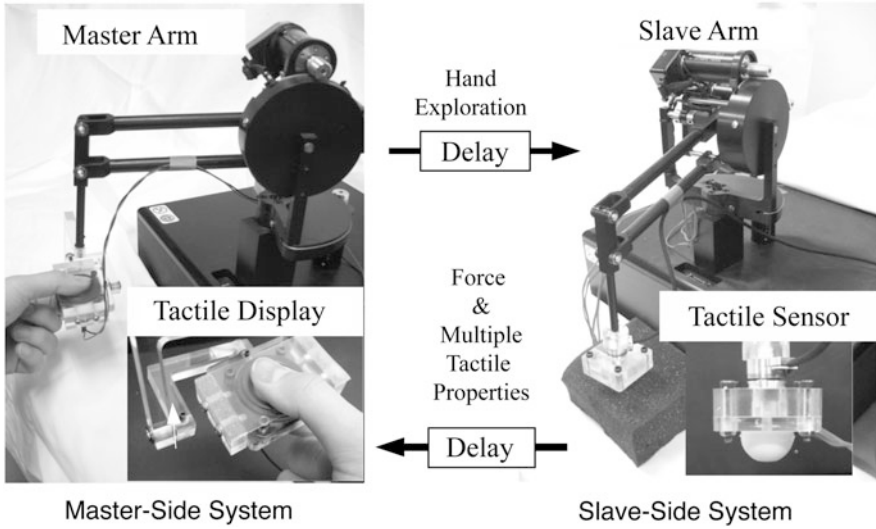 Master Arm
Slave Arm
Hand
Exploration
Delay
Force
&
Multiple
Tactile
Properties
Delay
Tactile Display
Tactile Sensor
Master-Side System
Slave-Side System